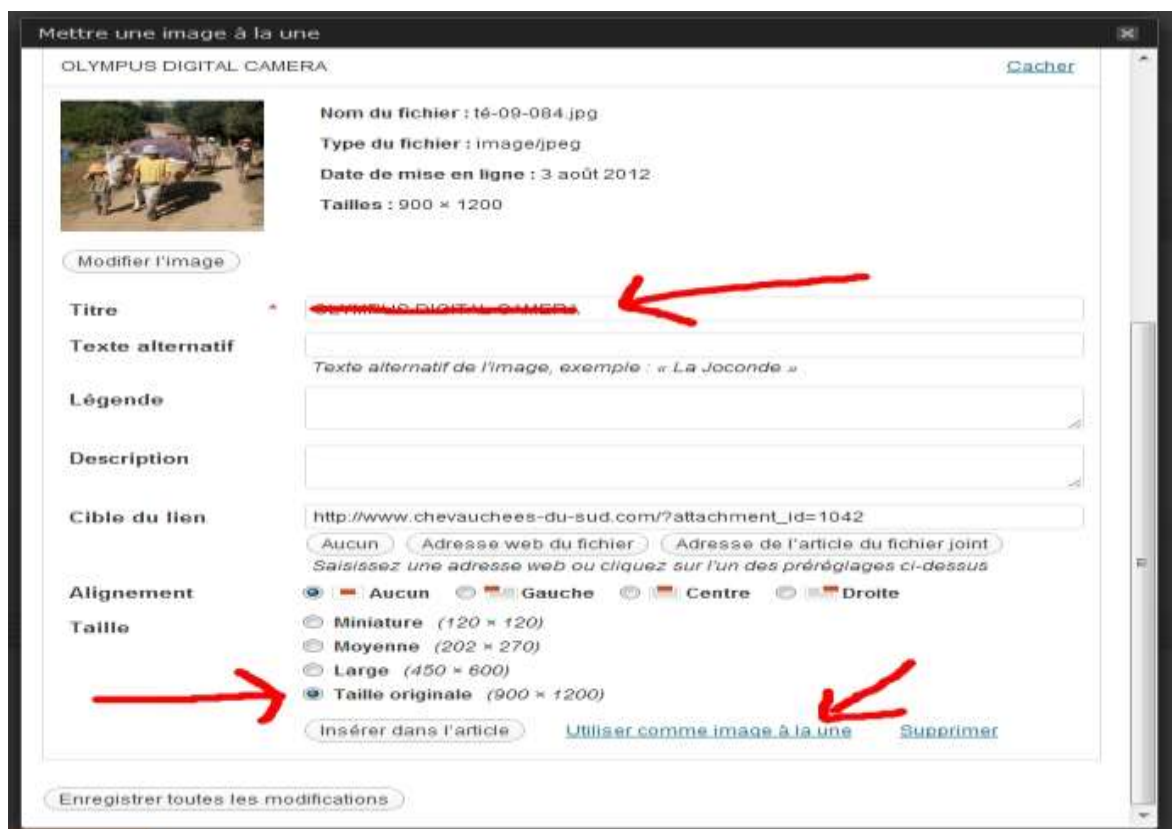 Mettre une image à la une
OLYMPUS DIGITAL CAMERA Cacher
Nom du fichier : té-09-084.jpg
Type du fichier : image/jpeg
Date de mise en ligne : 3 août 2012
Tailles : 900 × 1200
Modifier l'image
Titre * OLYMPUS DIGITAL CAMERA
Texte alternatif
Texte alternatif de l'image, exemple : « La Joconde »
Légende
Description
Cible du lien http://www.chevauchees-du-sud.com/?attachment_id=1042
Aucun Adresse web du fichier Adresse de l'article du fichier joint
Saisissez une adresse web ou cliquez sur l'un des préréglages ci-dessus
Alignement Aucun Gauche Centre Droite
Taille Miniature (120 × 120)
Moyenne (202 × 270)
Large (450 × 600)
Taille originale (900 × 1200)
Insérer dans l'article Utiliser comme image à la une Supprimer
Enregistrer toutes les modifications